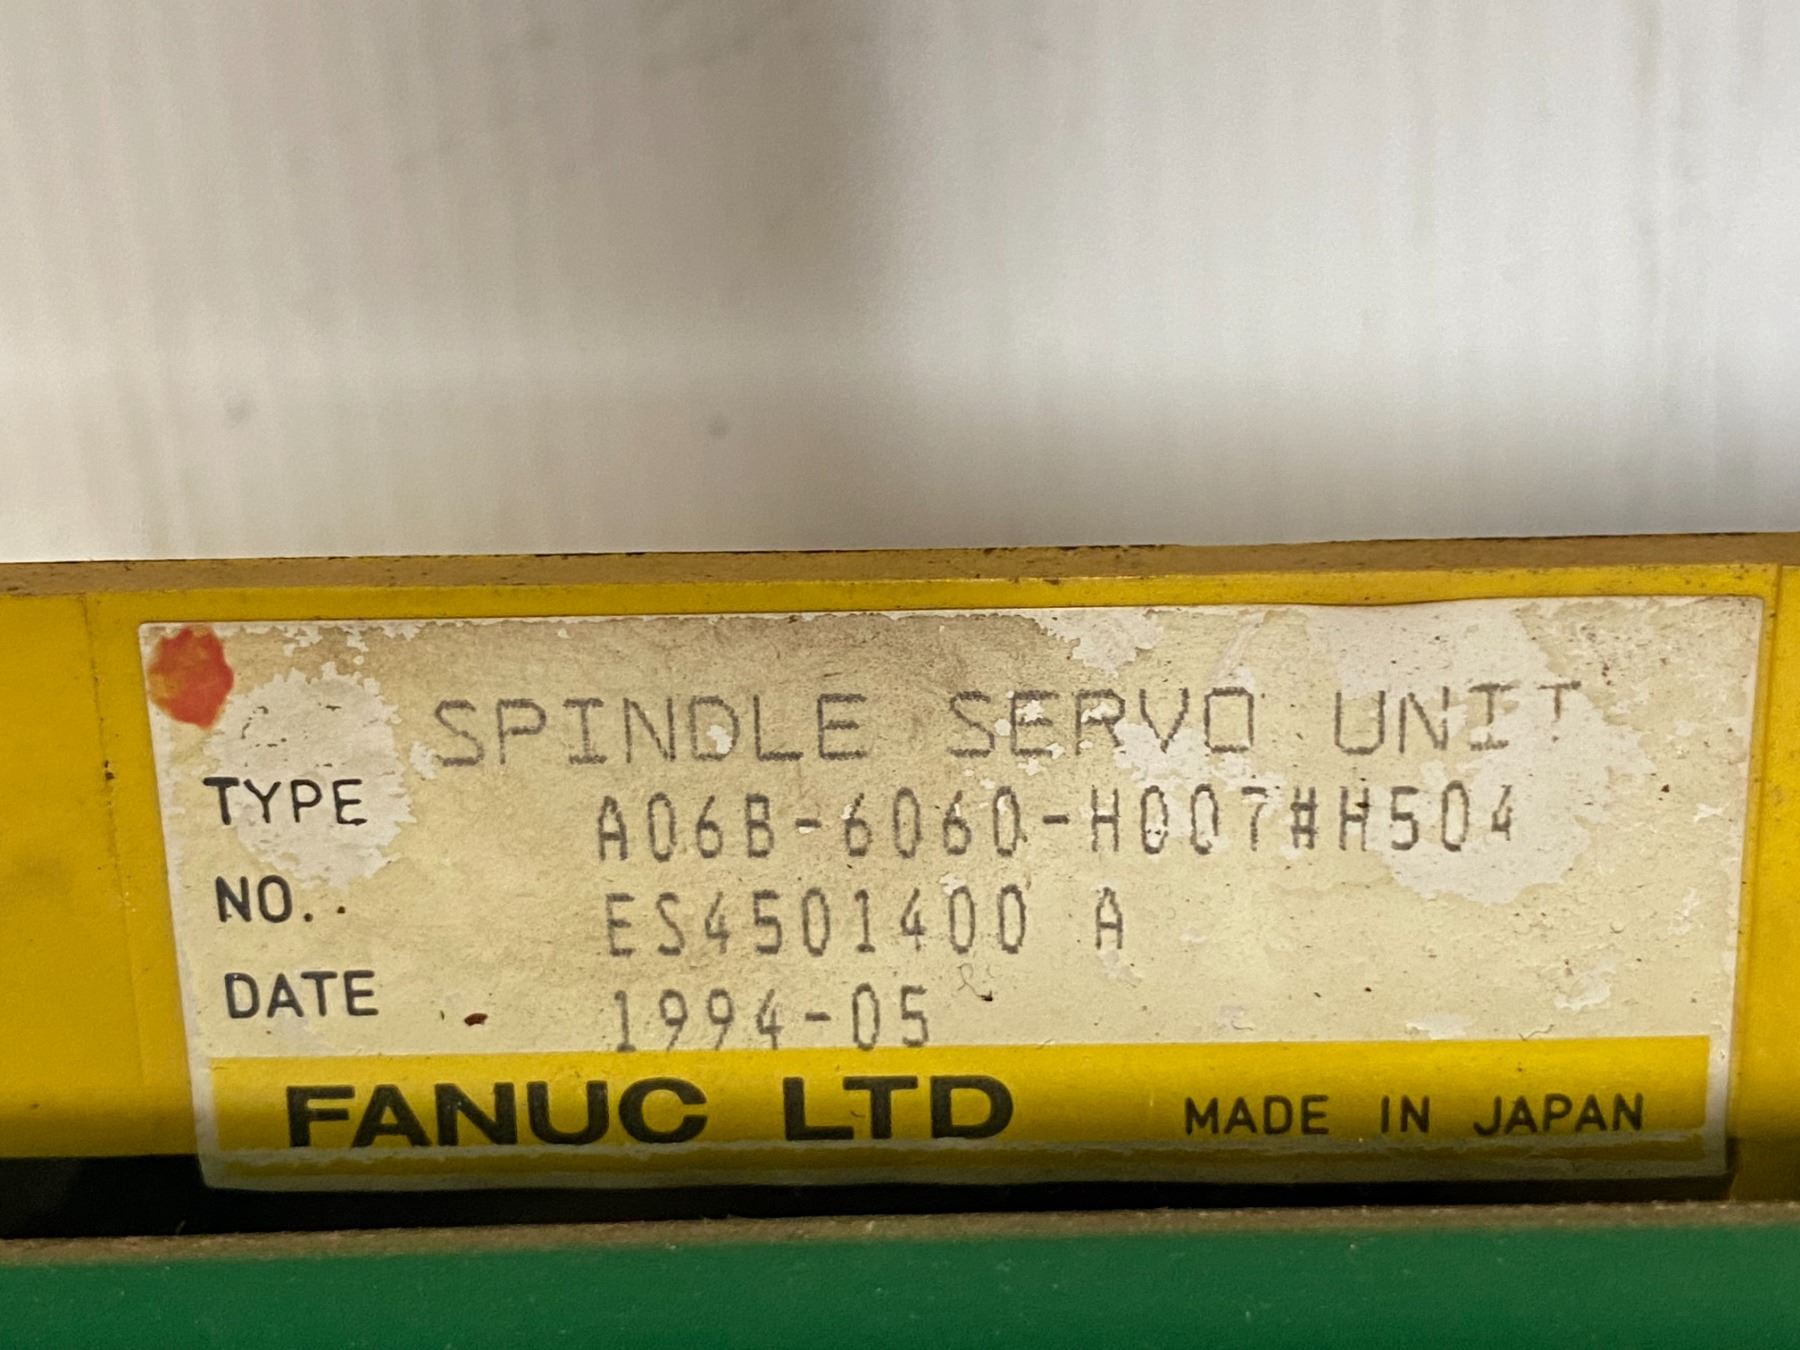 SPINDLE SERVO UNIT
TYPE A06B-6060-H007#H504
NO. ES4501400 A
DATE 1994-05
FANUC LTD MADE IN JAPAN